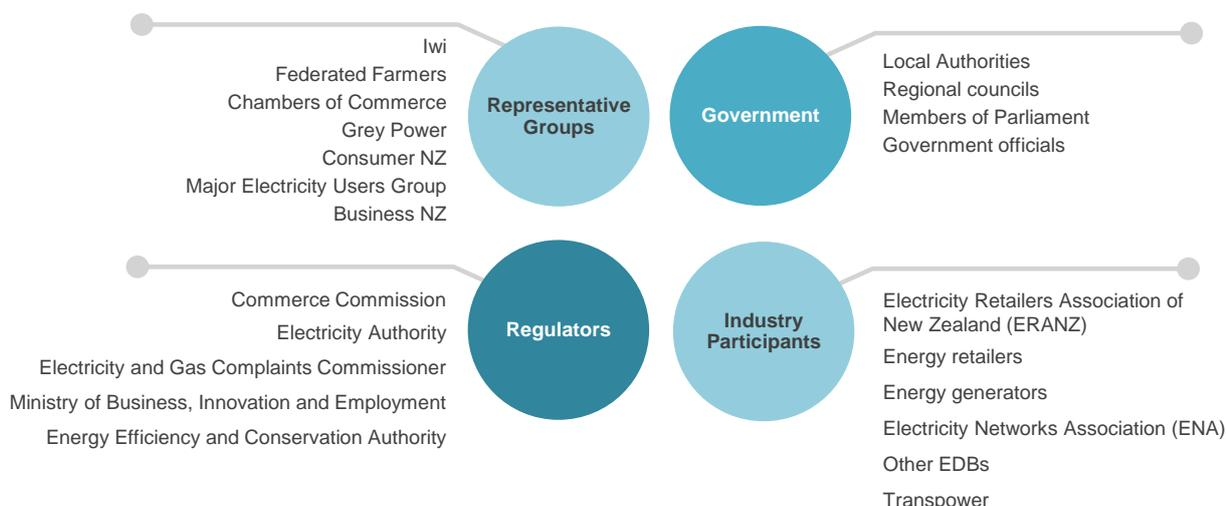 Iwi
Federated Farmers
Chambers of Commerce
Grey Power
Consumer NZ
Major Electricity Users Group
Business NZ
Representative
Groups
Government
Local Authorities
Regional councils
Members of Parliament
Government officials
Commerce Commission
Electricity Authority
Electricity and Gas Complaints Commissioner
Ministry of Business, Innovation and Employment
Energy Efficiency and Conservation Authority
Regulators
Industry
Participants
Electricity Retailers Association of
New Zealand (ERANZ)
Energy retailers
Energy generators
Electricity Networks Association (ENA)
Other EDBs
Transpower